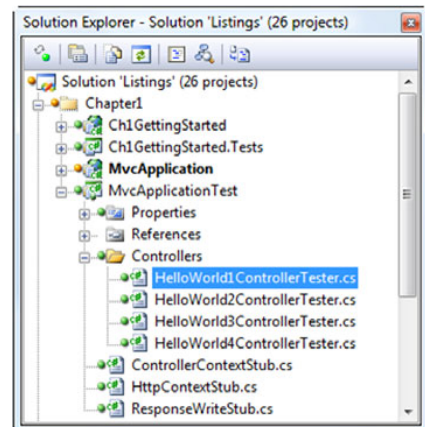 Solution Explorer - Solution 'Listings' (26 projects)
Solution 'Listings' (26 projects)
Chapter1
Ch1GettingStarted
Ch1GettingStarted.Tests
MvcApplication
MvcApplicationTest
Properties
References
Controllers
HelloWorld1ControllerTester.cs
HelloWorld2ControllerTester.cs
HelloWorld3ControllerTester.cs
HelloWorld4ControllerTester.cs
ControllerContextStub.cs
HttpContextStub.cs
ResponseWriteStub.cs